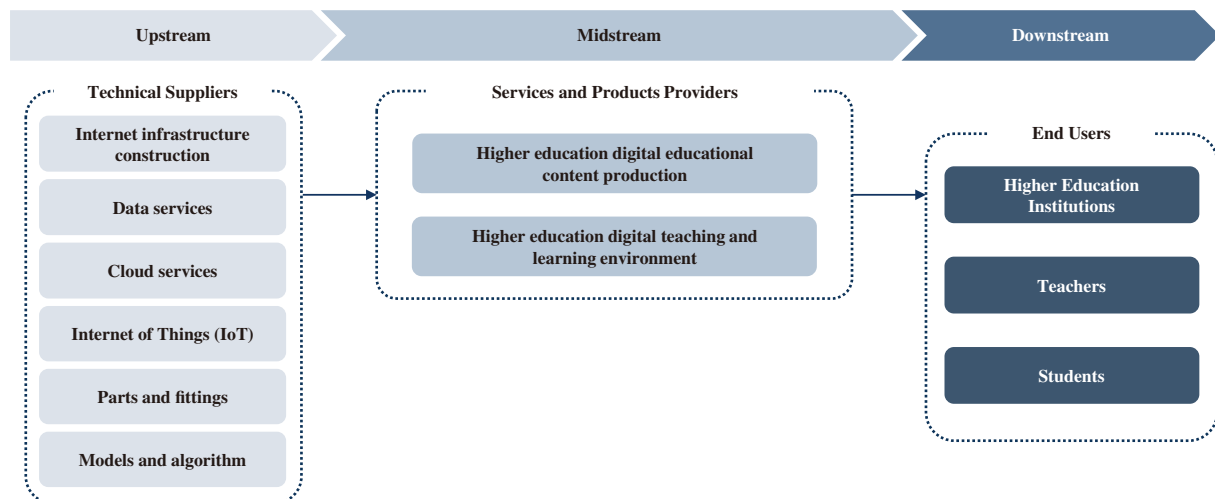 Upstream
Midstream
Downstream
Technical Suppliers
Internet infrastructure
construction
Data services
Cloud services
Internet of Things (IoT)
Parts and fittings
Models and algorithm
Services and Products Providers
Higher education digital educational
content production
Higher education digital teaching and
learning environment
End Users
Higher Education
Institutions
Teachers
Students